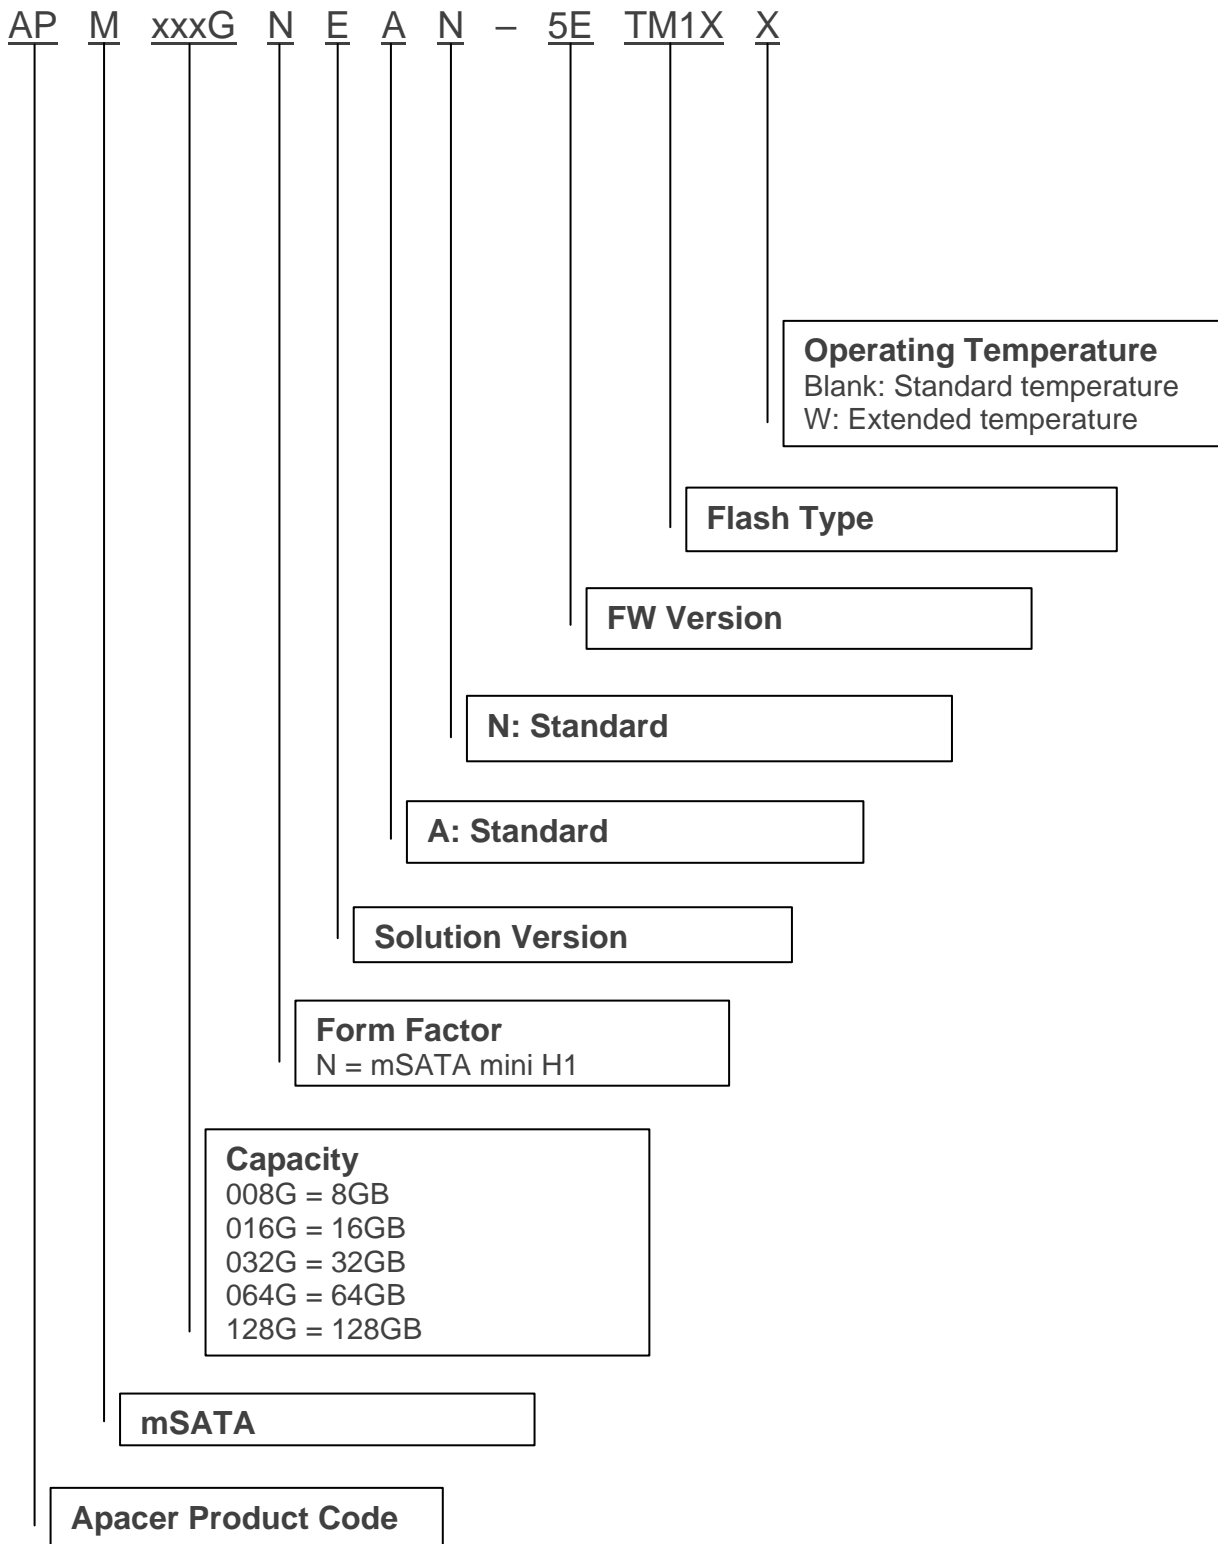 AP M xxxG N E A N – 5E TM1X X
Operating Temperature
Blank: Standard temperature
W: Extended temperature
Flash Type
FW Version
N: Standard
A: Standard
Solution Version
Form Factor
N = mSATA mini H1
Capacity
008G = 8GB
016G = 16GB
032G = 32GB
064G = 64GB
128G = 128GB
mSATA
Apacer Product Code